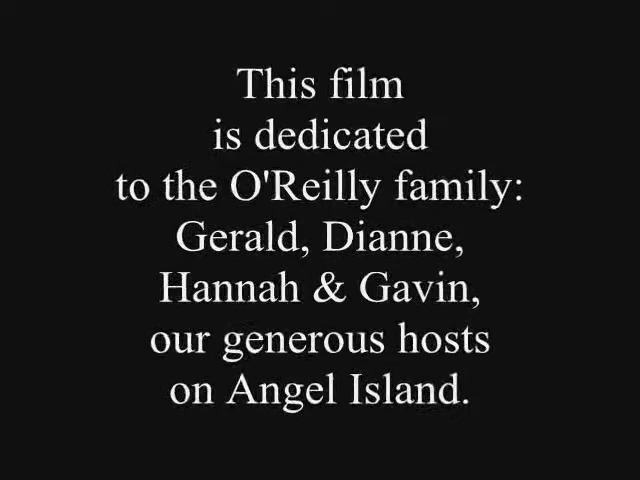 This film
is dedicated
to the O'Reilly family:
Gerald, Dianne,
Hannah & Gavin,
our generous hosts
on Angel Island.